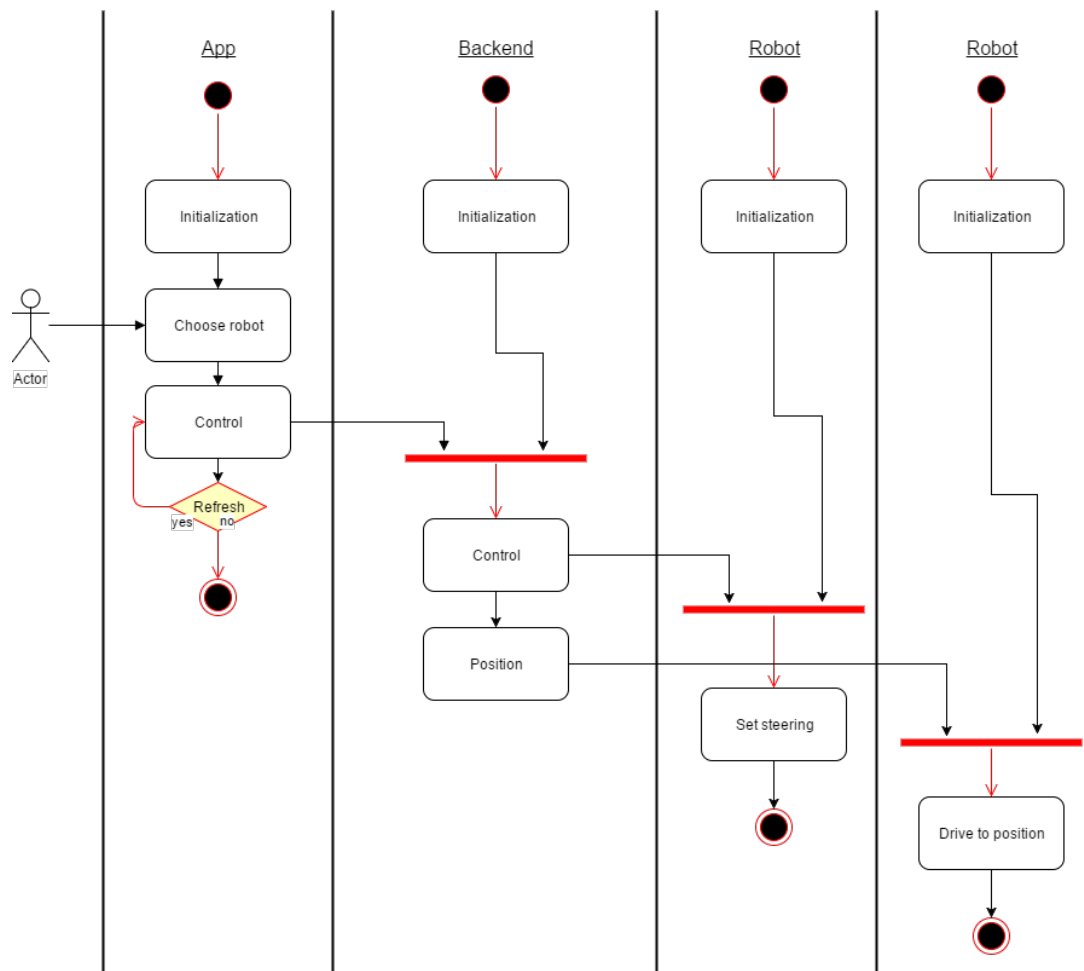 App
Backend
Robot
Robot
Initialization
Initialization
Initialization
Initialization
Choose robot
Actor
Control
Refresh
yes
no
Control
Position
Set steering
Drive to position